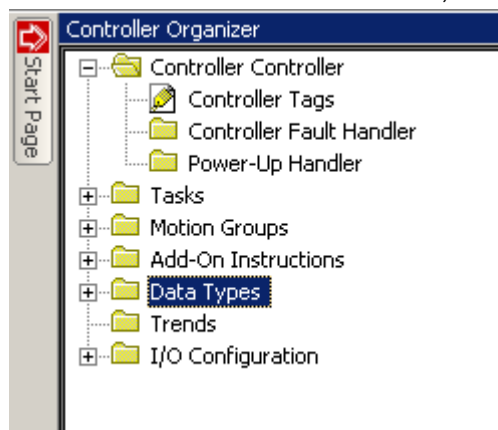 Controller Organizer
Start Page
Controller Controller
Controller Tags
Controller Fault Handler
Power-Up Handler
Tasks
Motion Groups
Add-On Instructions
Data Types
Trends
I/O Configuration